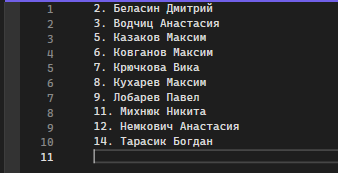 1 2. Беласин Дмитрий
2 3. Водчиц Анастасия
3 5. Казаков Максим
4 6. Ковганов Максим
5 7. Крючкова Вика
6 8. Кухарев Максим
7 9. Лобарев Павел
8 11. Михнюк Никита
9 12. Немкович Анастасия
10 14. Тарасик Богдан
11